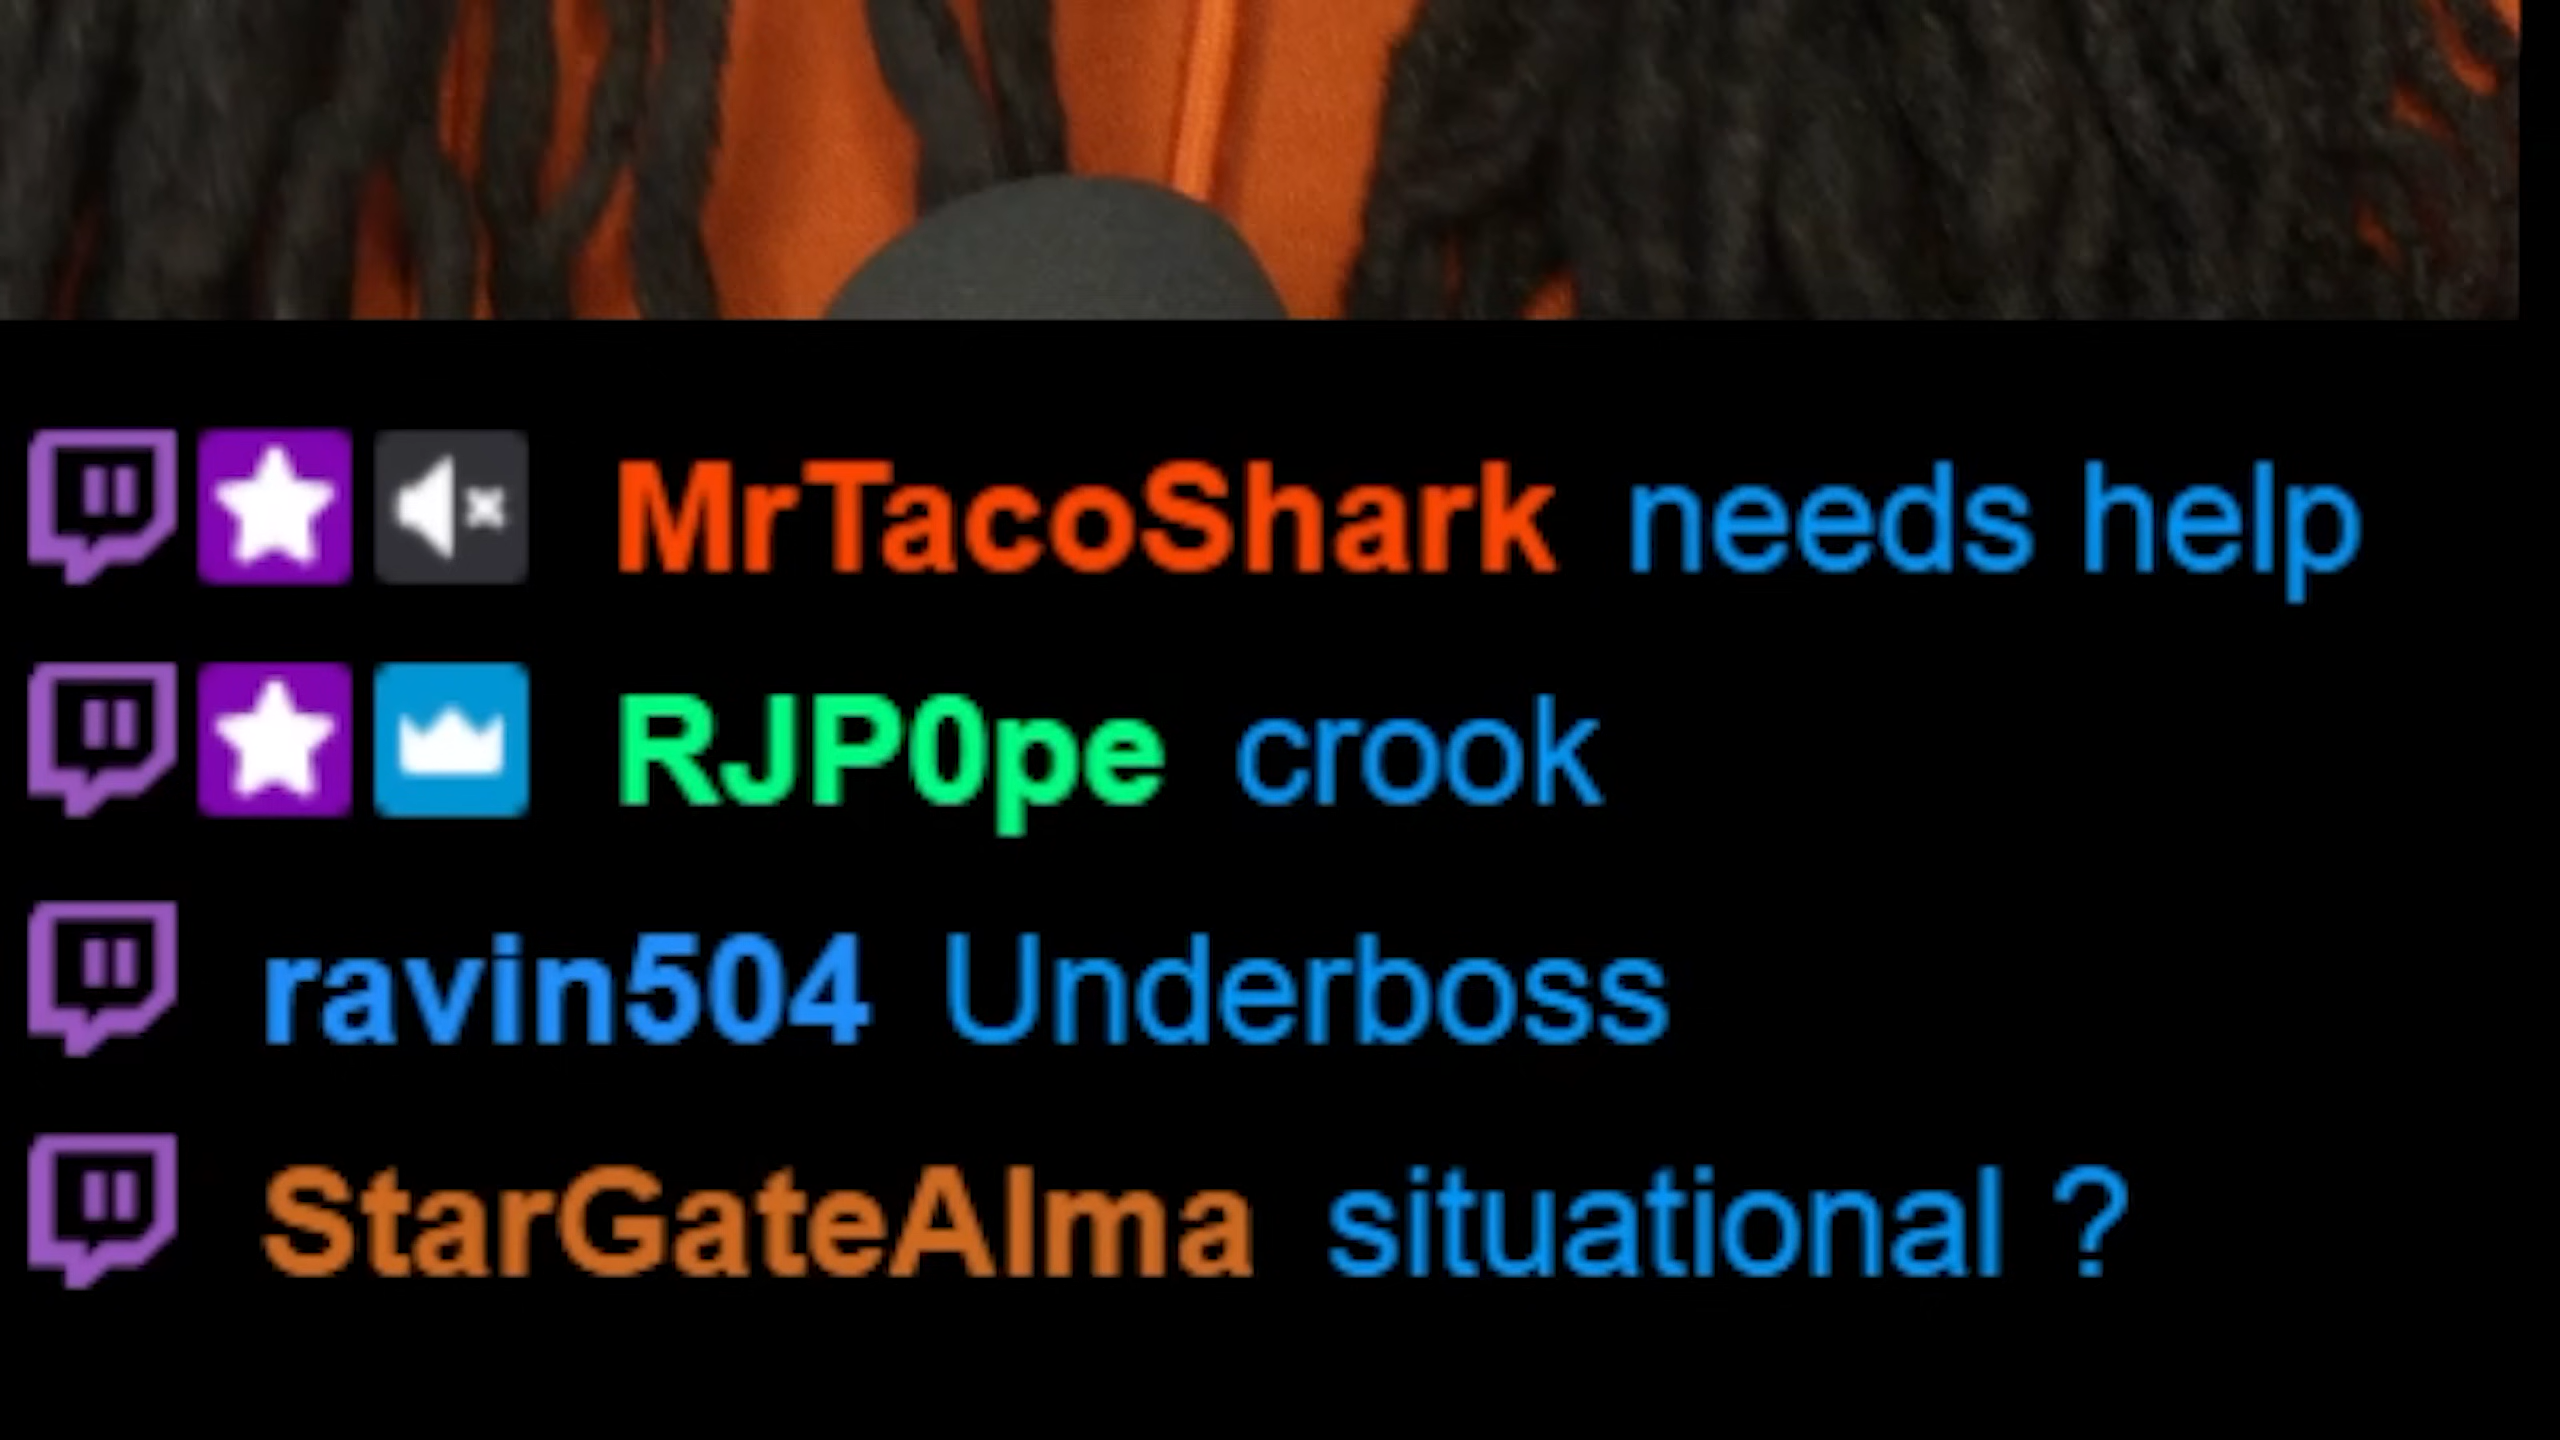 MrTacoShark needs help
RJP0pe crook
ravin504 Underboss
StarGateAlma situational ?